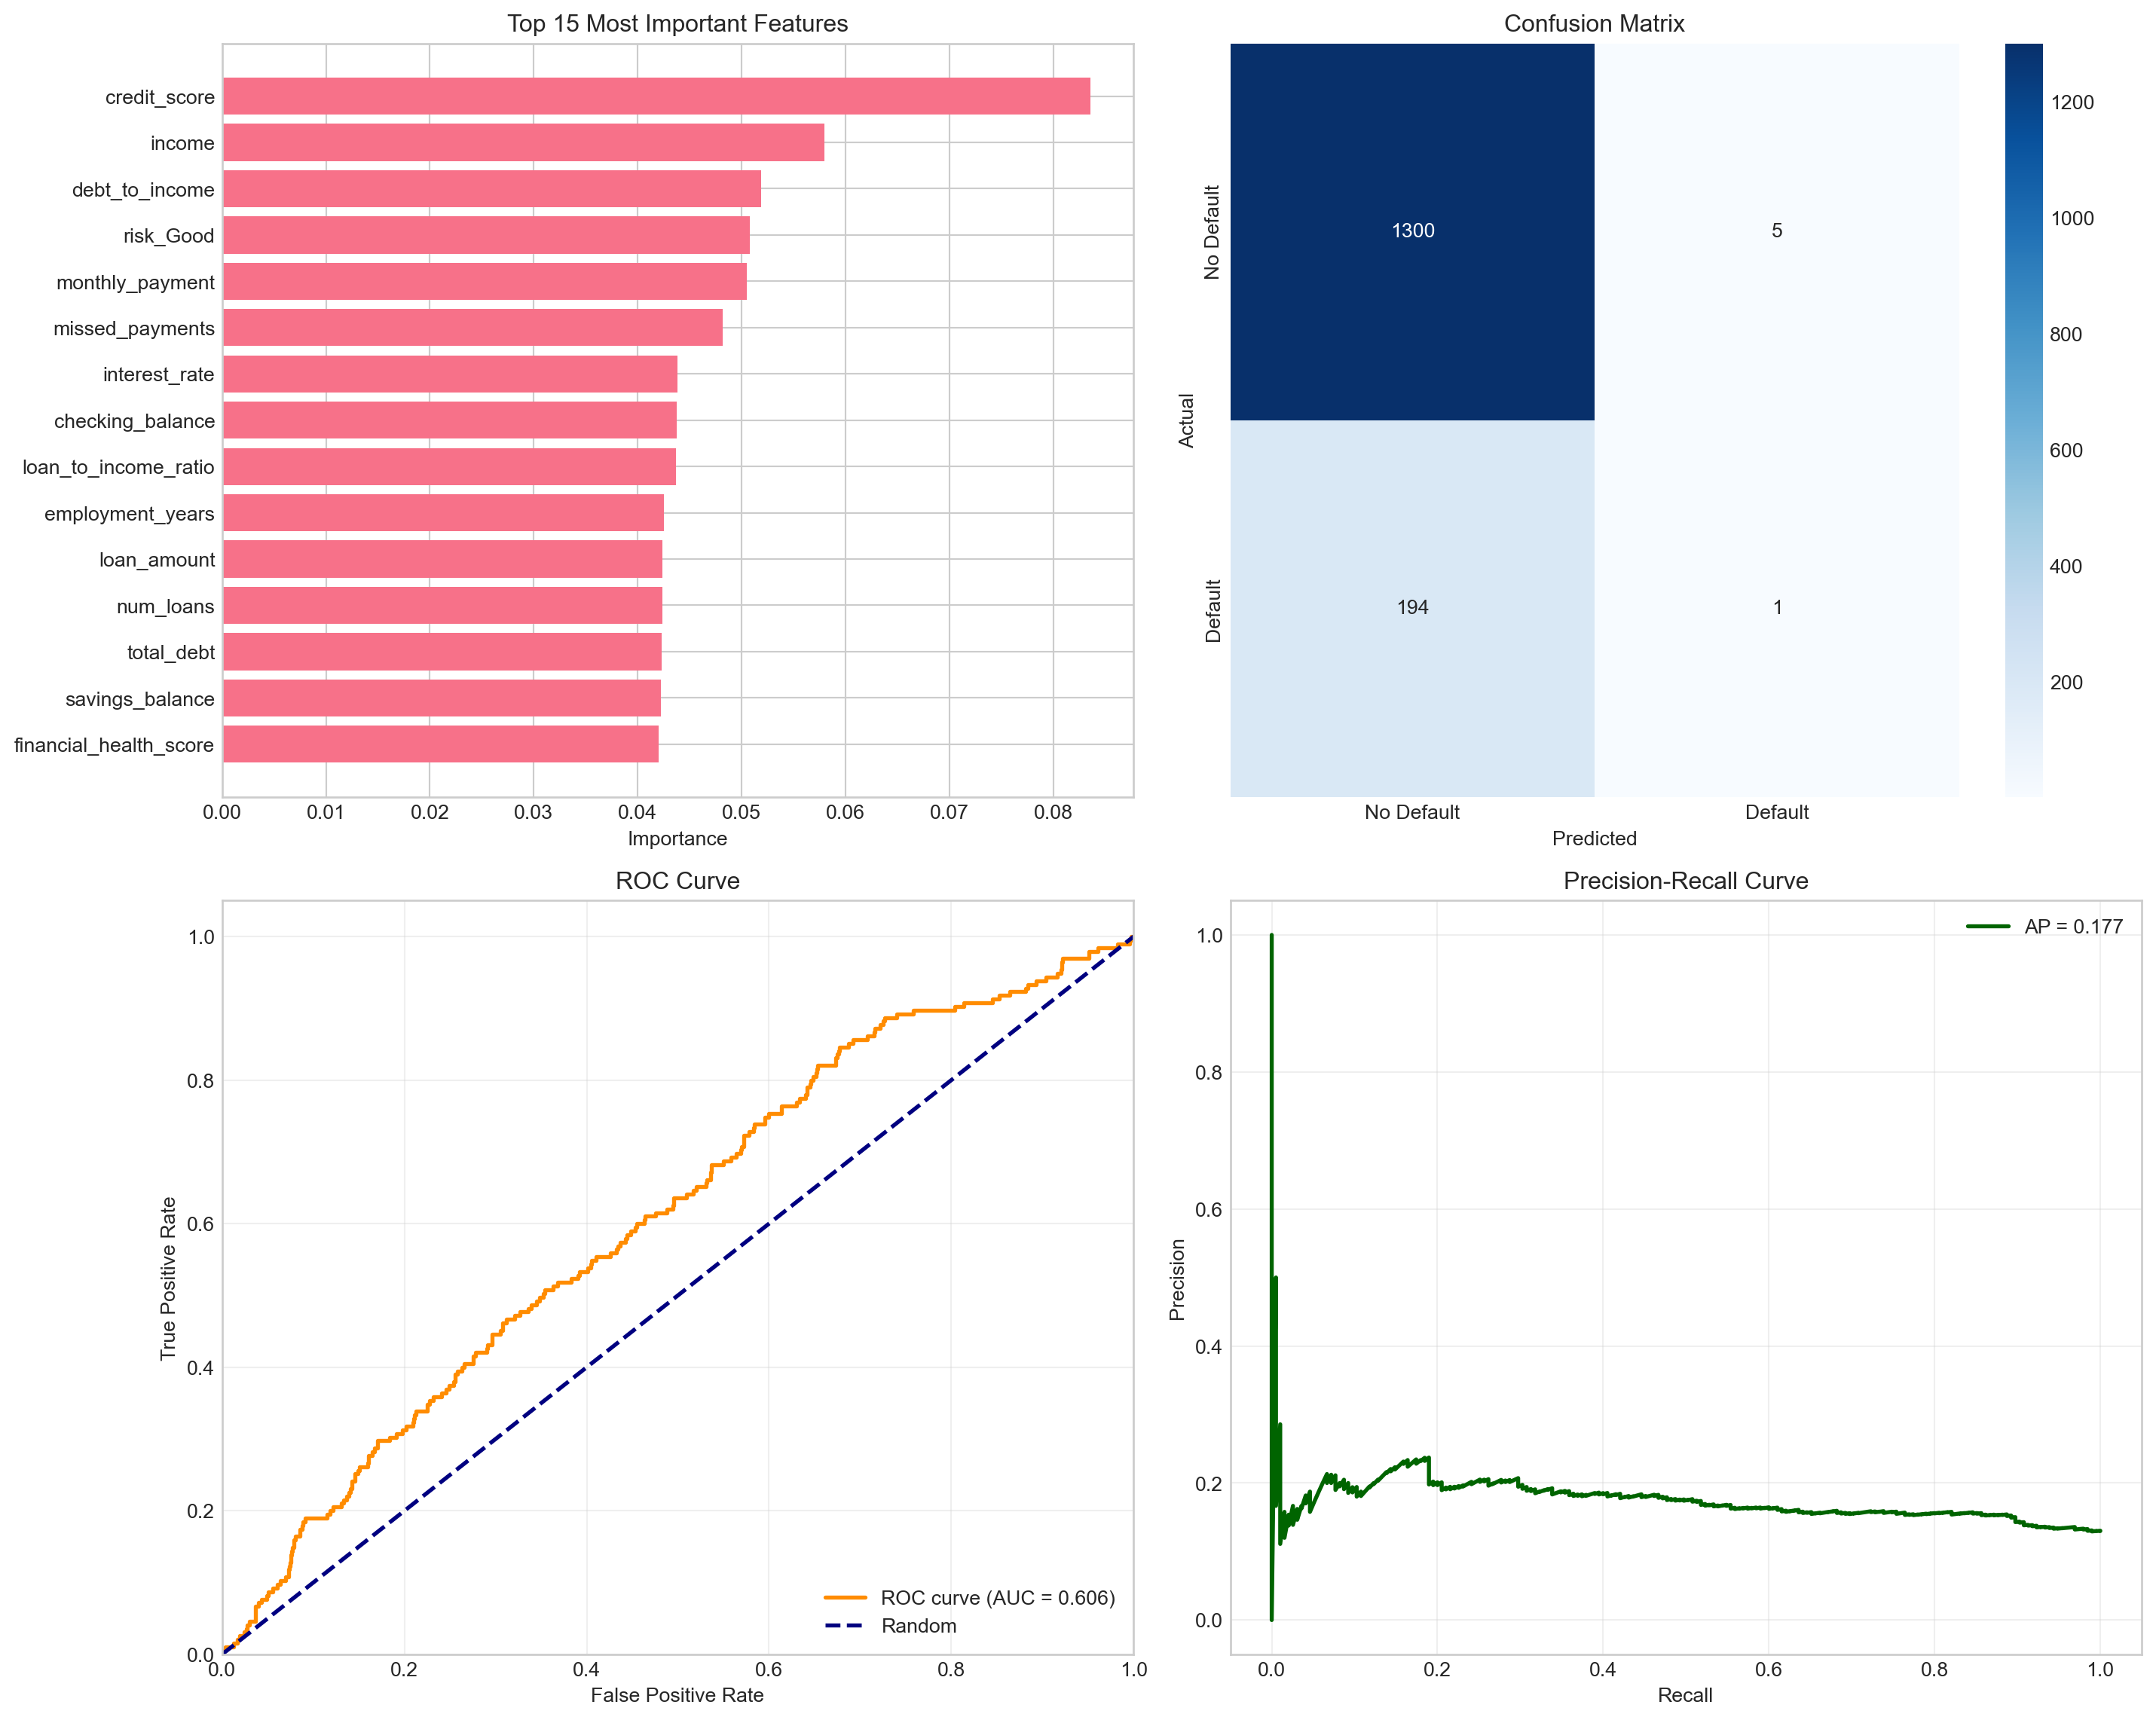 Top 15 Most Important Features
credit_score
income
debt_to_income
risk_Good
monthly_payment
missed_payments
interest_rate
checking_balance
loan_to_income_ratio
employment_years
loan_amount
num_loans
total_debt
savings_balance
financial_health_score
0.00 0.01 0.02 0.03 0.04 0.05 0.06 0.07 0.08
Importance
Confusion Matrix
Actual
No Default
1300 5
Default
194 1
No Default Default
Predicted
1200
1000
800
600
400
200
ROC Curve
True Positive Rate
1.0
0.8
0.6
0.4
0.2
0.0
0.0 0.2 0.4 0.6 0.8 1.0
False Positive Rate
ROC curve (AUC = 0.606)
Random
Precision-Recall Curve
AP = 0.177
Precision
1.0
0.8
0.6
0.4
0.2
0.0
0.0 0.2 0.4 0.6 0.8 1.0
Recall